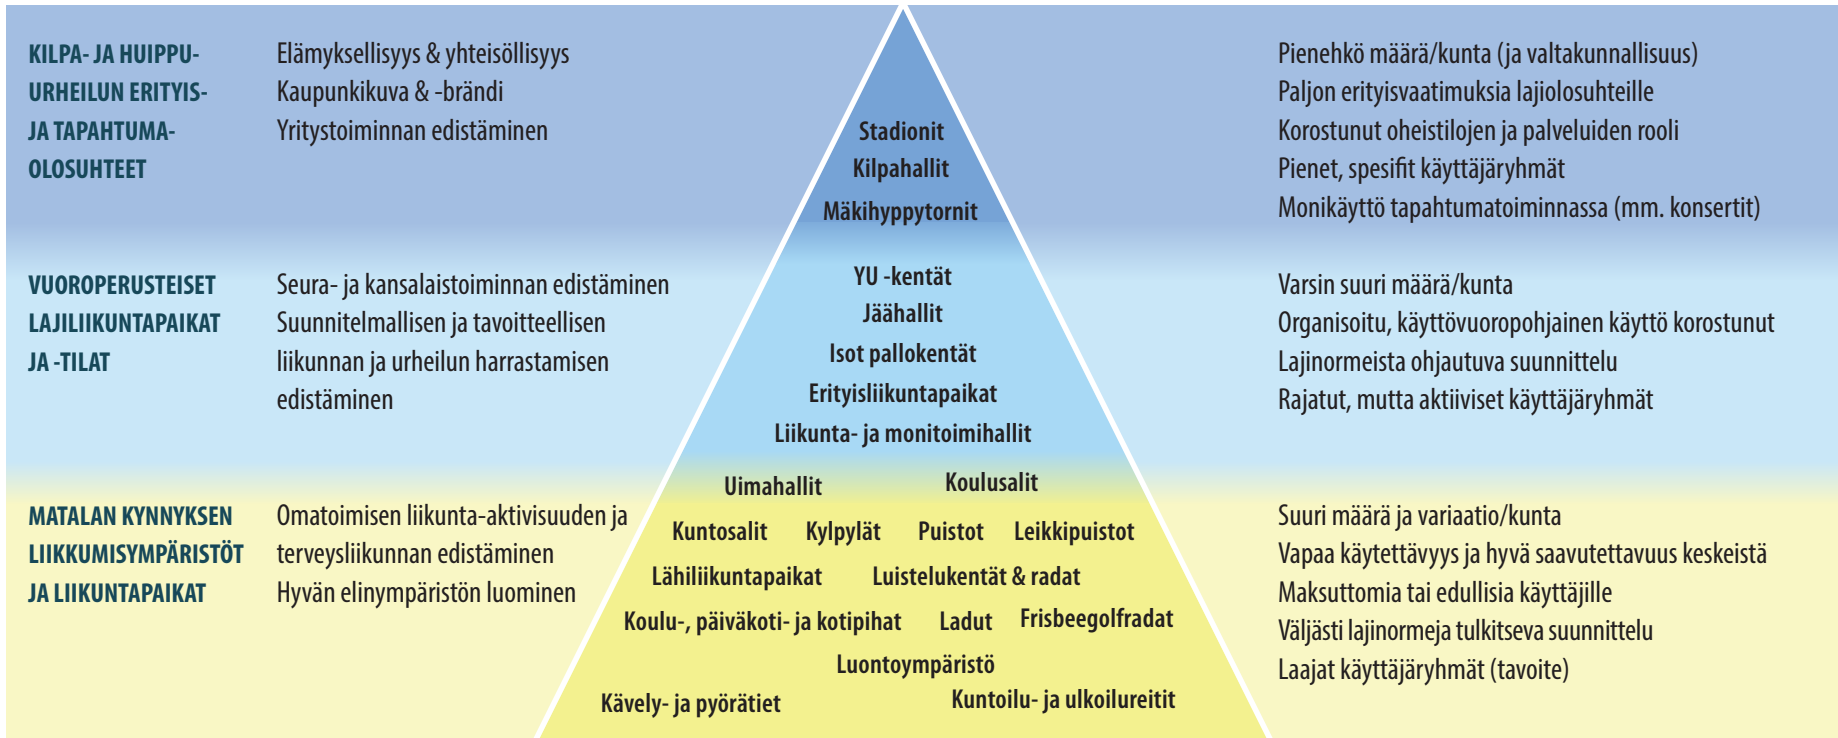 KILPA- JA HUIPPU-
URHEILUN ERITYIS-
JA TAPAHTUMA-
OLOSUHTEET
Elämyksellisyys & yhteisöllisyys
Kaupunkikuva & -brändi
Yritystoiminnan edistäminen
Stadionit
Kilpahallit
Mäkihyppytornit
Pienehkö määrä/kunta (ja valtakunnallisuus)
Paljon erityisvaatimuksia lajiolosuhteille
Korostunut oheistilojen ja palveluiden rooli
Pienet, spesifit käyttäjäryhmät
Monikäyttö tapahtumatoiminnassa (mm. konsertit)
VUOROPERUSTEISET
LAJILIIKUNTAPAIKAT
JA -TILAT
Seura- ja kansalaistoiminnan edistäminen
Suunnitelmallisen ja tavoitteellisen
liikunnan ja urheilun harrastamisen
edistäminen
YU -kentät
Jäähallit
Isot pallokentät
Erityisliikuntapaikat
Liikunta- ja monitoimihallit
Varsin suuri määrä/kunta
Organisoitu, käyttövuoropohjainen käyttö korostunut
Lajinormeista ohjautuva suunnittelu
Rajatut, mutta aktiiviset käyttäjäryhmät
MATALAN KYNNYKSEN
LIIKKUMISYMPÄRISTÖT
JA LIIKUNTAPAIKAT
Omatoimisen liikunta-aktivisuuden ja
terveysliikunnan edistäminen
Hyvän elinympäristön luominen
Uimahallit Koulusalit
Kuntosalit Kylpylät Puistot Leikkipuistot
Lähiliikuntapaikat Luistelukentät & radat
Koulu-, päiväkoti- ja kotipihat Ladut Frisbeegolfradat
Luontoympäristö
Kävely- ja pyörätiet Kuntoilu- ja ulkoilureitit
Suuri määrä ja variaatio/kunta
Vapaa käytettävyys ja hyvä saavutettavuus keskeistä
Maksuttomia tai edullisia käyttäjille
Väljästi lajinormeja tulkitseva suunnittelu
Laajat käyttäjäryhmät (tavoite)